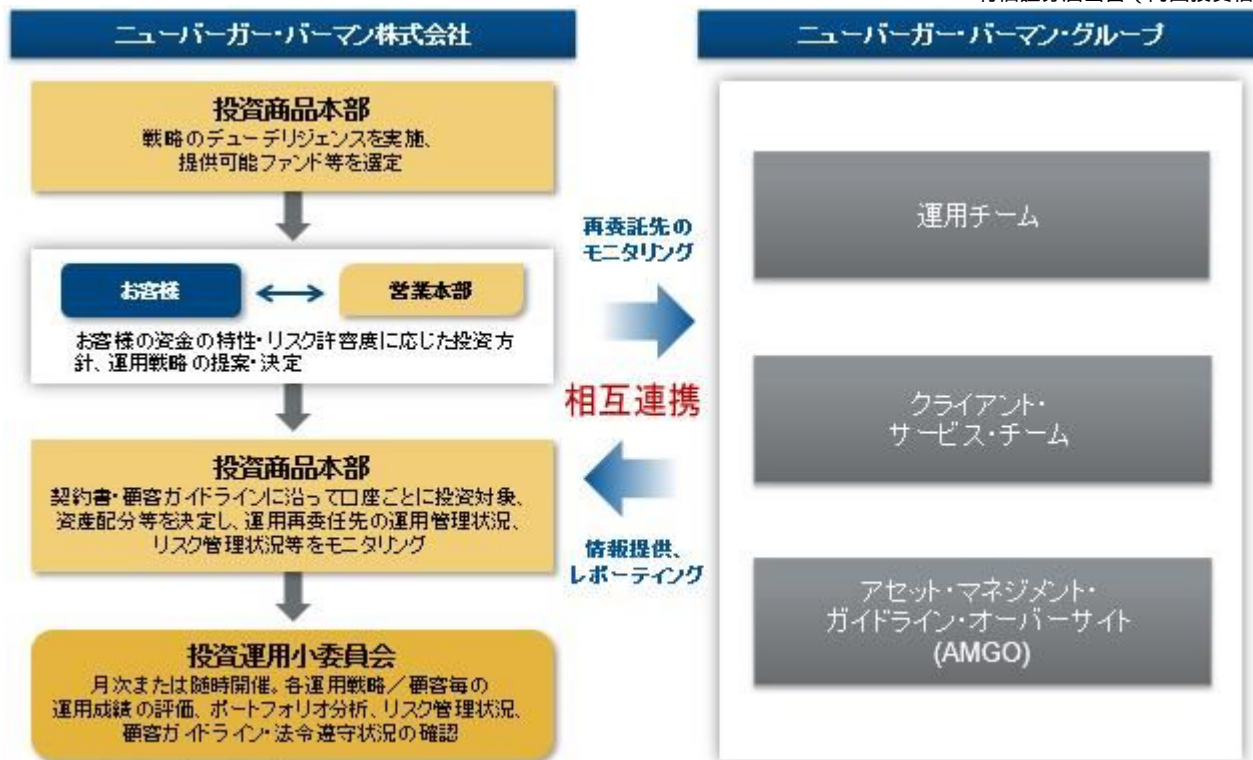 ニューバーガー・バーマン株式会社
投資商品本部
戦略のデューデリジェンスを実施、
提供可能ファンド等を選定
お客様
営業本部
お客様の資金の特性・リスク許容度に応じた投資方
針、運用戦略の提案・決定
投資商品本部
契約書・顧客ガイドラインに沿って口座ごとに投資対象、
資産配分等を決定し、運用再委任先の運用管理状況、
リスク管理状況等をモニタリング
投資運用小委員会
月次または随時開催。各運用戦略／顧客毎の
運用成績の評価、ポートフォリオ分析、リスク管理状況、
顧客ガイドライン・法令遵守状況の確認
再委託先の
モニタリング
相互連携
情報提供、
レポーティング
ニューバーガー・バーマン・グループ
運用チーム
クライアント・
サービス・チーム
アセット・マネジメント・
ガイドライン・オーバーサイト
(AMGO)